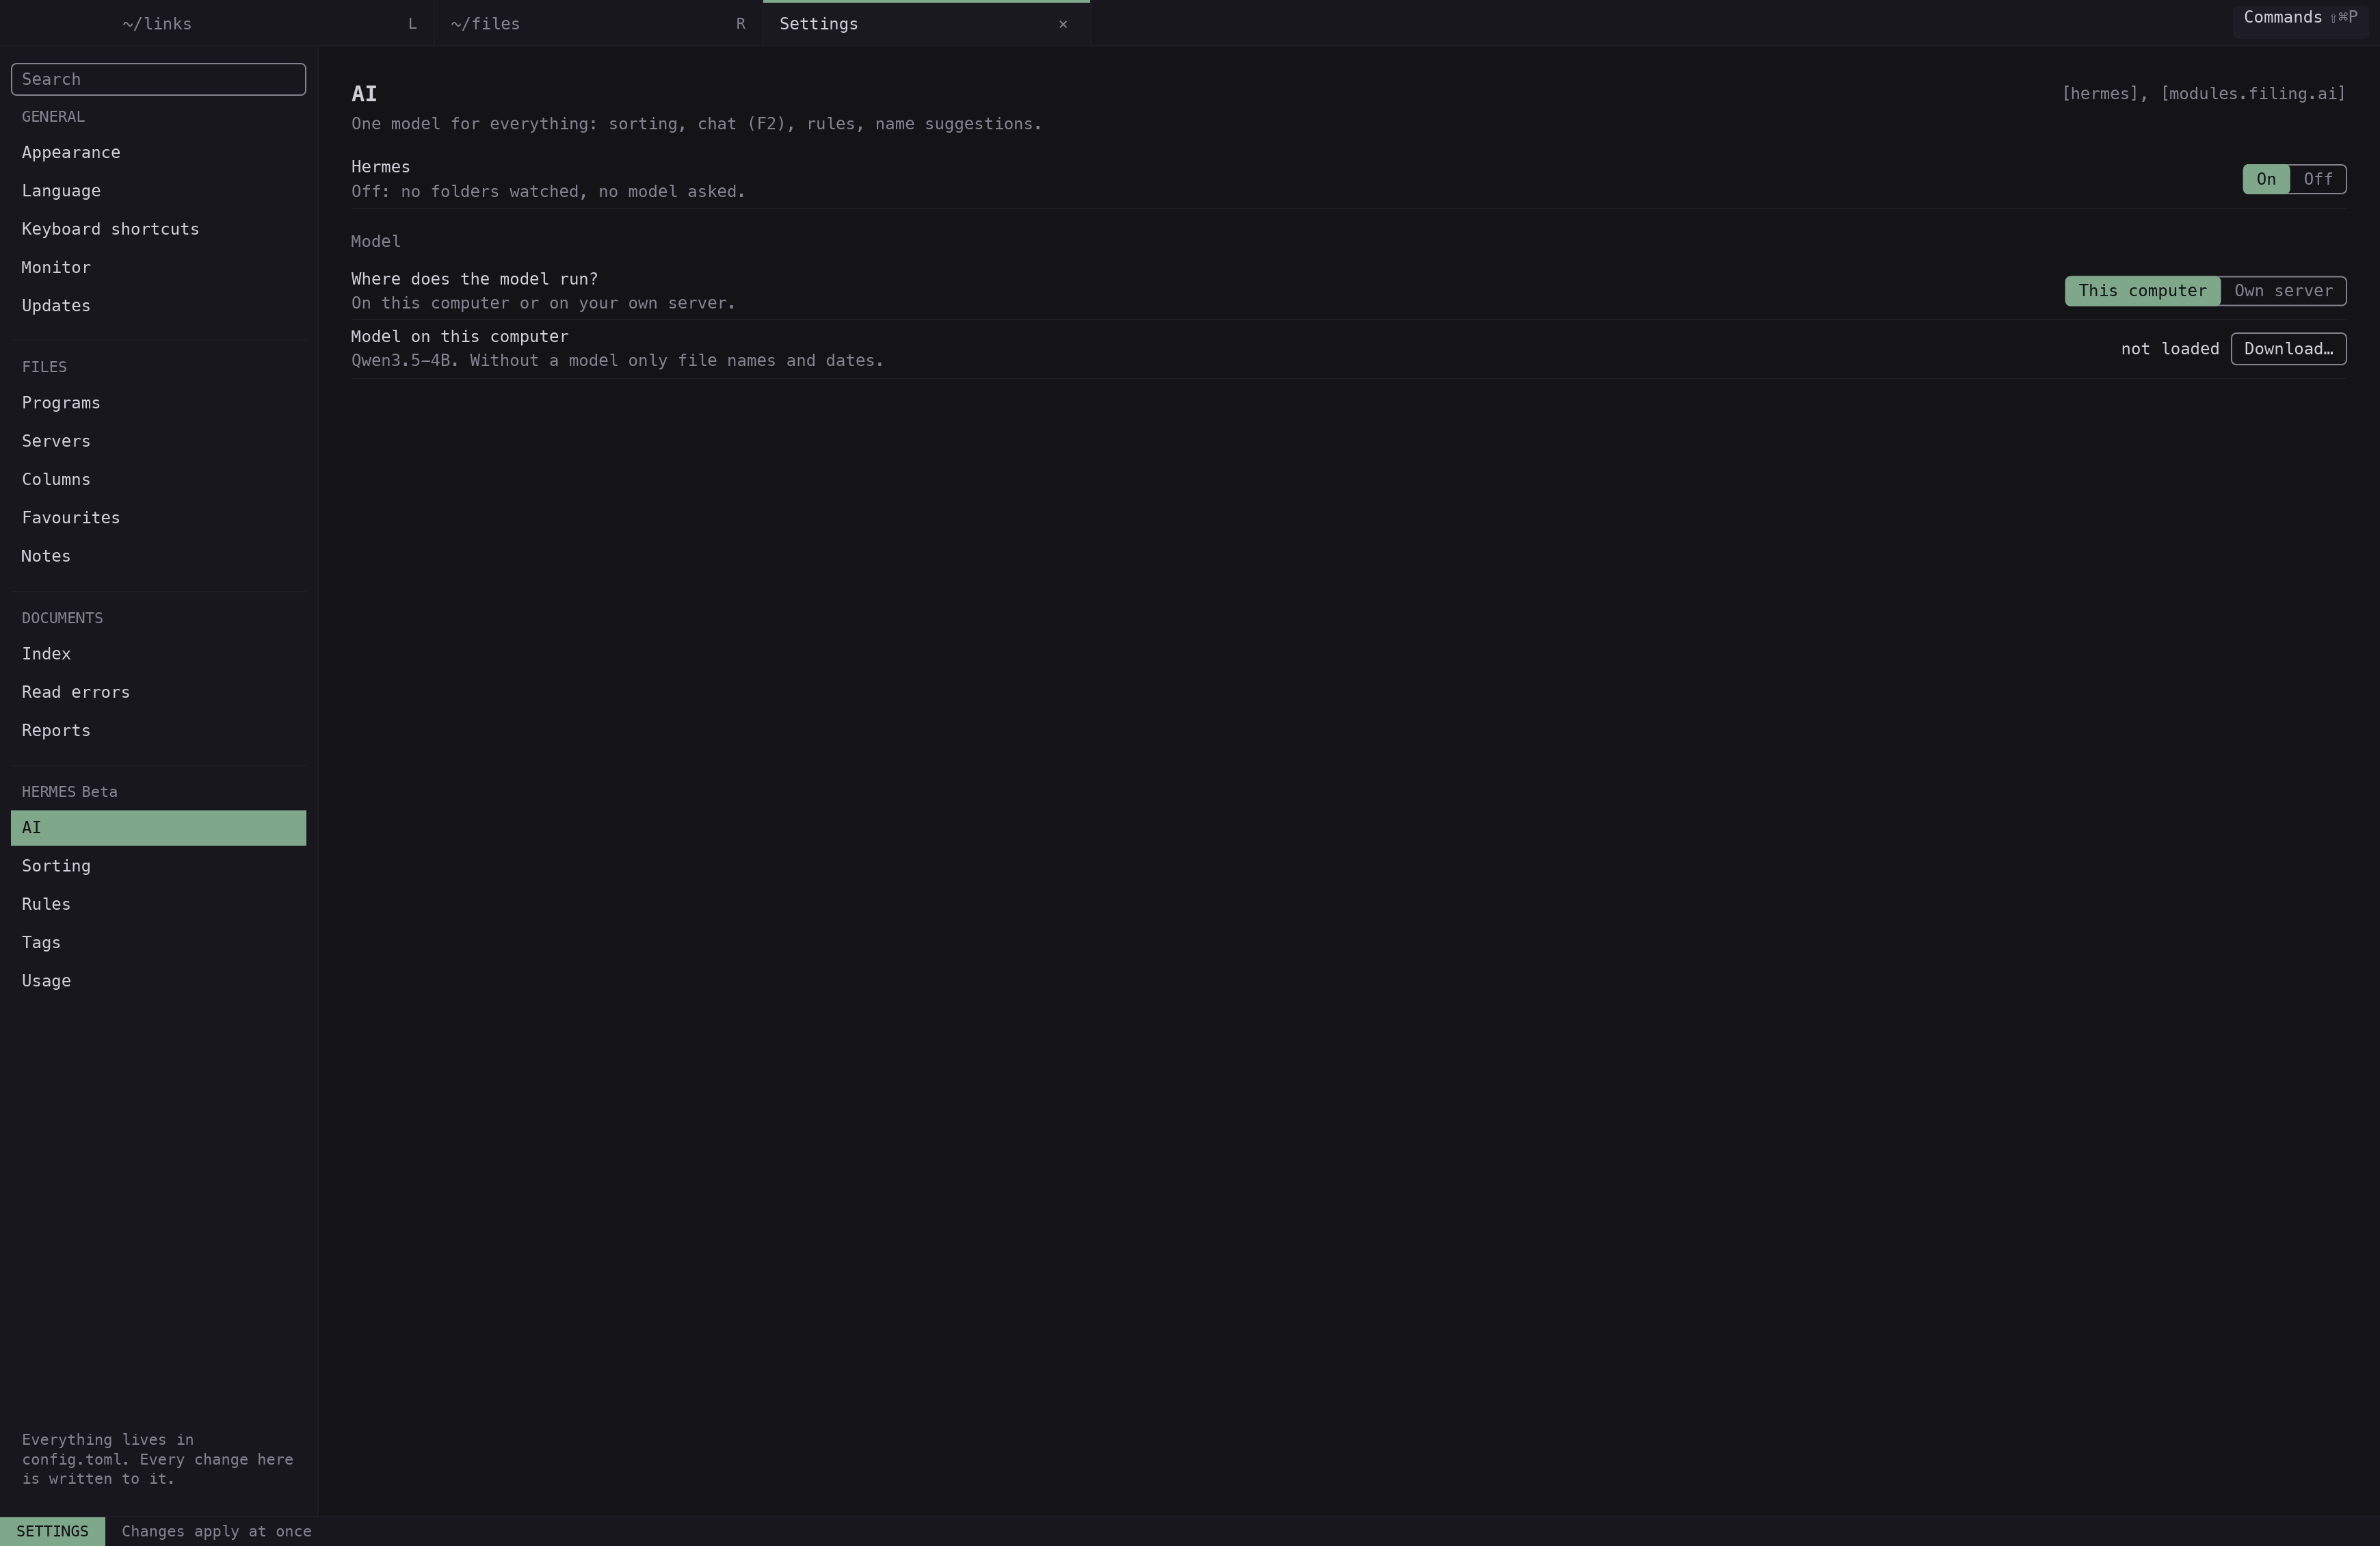 ~/links L ~/files R Settings × Commands ⇧⌘P
Search
GENERAL
Appearance
Language
Keyboard shortcuts
Monitor
Updates
FILES
Programs
Servers
Columns
Favourites
Notes
DOCUMENTS
Index
Read errors
Reports
HERMES Beta
AI
Sorting
Rules
Tags
Usage
Everything lives in
config.toml. Every change here
is written to it.
AI [hermes], [modules.filing.ai]
One model for everything: sorting, chat (F2), rules, name suggestions.
Hermes
Off: no folders watched, no model asked.
On Off
Model
Where does the model run?
On this computer or on your own server.
This computer Own server
Model on this computer
Qwen3.5–4B. Without a model only file names and dates.
not loaded Download…
SETTINGS Changes apply at once